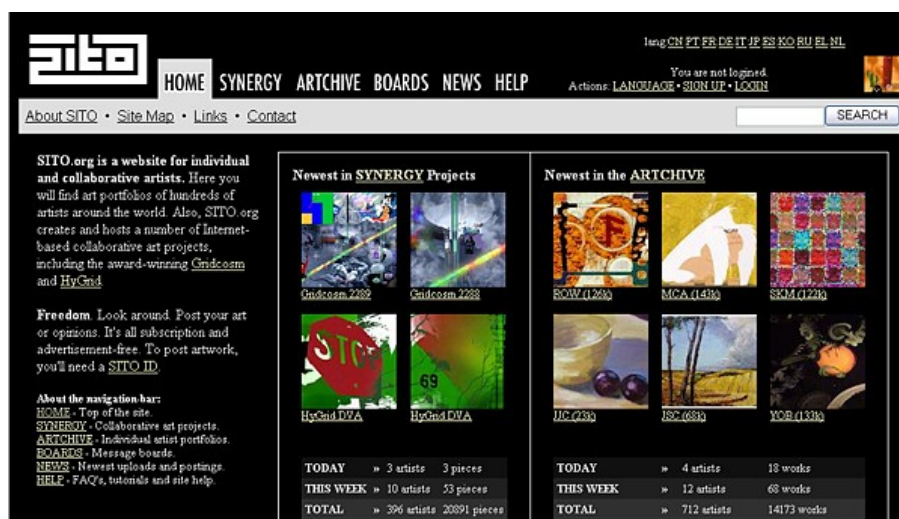 sito
lang: CN PT FR DE IT JP ES KO RU EL NL
You are not logined.
Actions: LANGUAGE • SIGN UP • LOGIN
HOME SYNERGY ARTCHIVE BOARDS NEWS HELP
About SITO • Site Map • Links • Contact
SEARCH
SITO.org is a website for individual
and collaborative artists. Here you
will find art portfolios of hundreds of
artists around the world. Also, SITO.org
creates and hosts a number of Internet-
based collaborative art projects,
including the award-winning Gridcosm
and HyGrid.
Freedom. Look around. Post your art
or opinions. It's all subscription and
advertisement-free. To post artwork,
you'll need a SITO ID.
About the navigation bar:
HOME - Top of the site.
SYNERGY - Collaborative art projects.
ARTCHIVE - Individual artist portfolios.
BOARDS - Message boards.
NEWS - Newest uploads and postings.
HELP - FAQ's, tutorials and site help.
Newest in SYNERGY Projects
Gridcosm 2289 Gridcosm 2288
69
HyGrid DVA HyGrid DVA
TODAY » 3 artists 3 pieces
THIS WEEK » 10 artists 53 pieces
TOTAL » 396 artists 20891 pieces
Newest in the ARTCHIVE
ROW (126k) MCA (143k) SKM (122k)
JJC (23k) JSC (68k) YOB (133k)
TODAY » 4 artists 18 works
THIS WEEK » 12 artists 68 works
TOTAL » 712 artists 14173 works